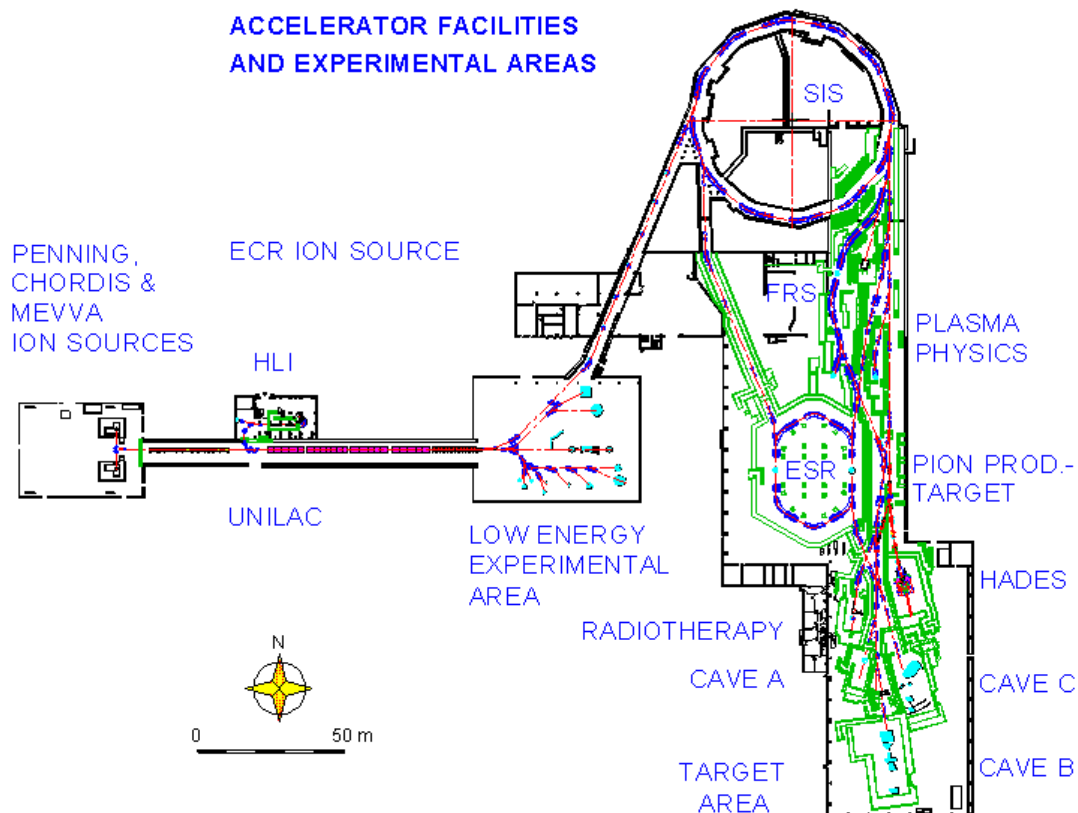 ACCELERATOR FACILITIES
AND EXPERIMENTAL AREAS
SIS
PENNING,
CHORDIS &
MEVVA
ION SOURCES
ECR ION SOURCE
FRS
PLASMA
PHYSICS
HLI
ESR
PION PROD.-
TARGET
UNILAC
LOW ENERGY
EXPERIMENTAL
AREA
HADES
RADIOTHERAPY
CAVE A
CAVE C
N
0 50 m
TARGET
AREA
CAVE B